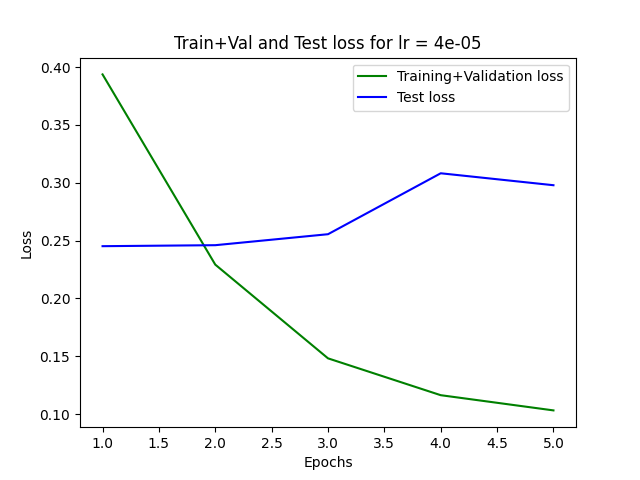 Train+Val and Test loss for lr = 4e-05
Training+Validation loss
Test loss
Loss
0.40
0.35
0.30
0.25
0.20
0.15
0.10
1.0 1.5 2.0 2.5 3.0 3.5 4.0 4.5 5.0
Epochs